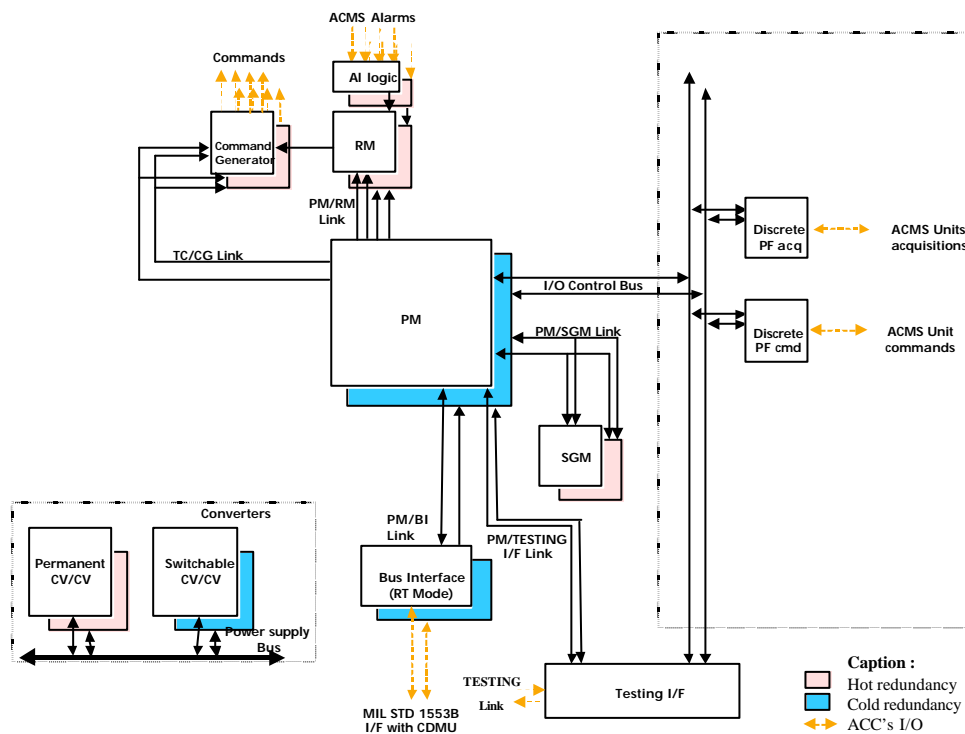 ACMS Alarms
Commands
AI logic
Command
Generator
RM
PM/RM
Link
TC/CG Link
PM
I/O Control Bus
PM/SGM Link
SGM
Discrete
PF acq
ACMS Units
acquisitions
Discrete
PF cmd
ACMS Unit
commands
Converters
Permanent
CV/CV
Switchable
CV/CV
Power supply
Bus
PM/BI
Link
PM/TESTING
I/F Link
Bus Interface
(RT Mode)
MIL STD 1553B
I/F with CDMU
TESTING
Link
Testing I/F
Caption :
Hot redundancy
Cold redundancy
ACC's I/O